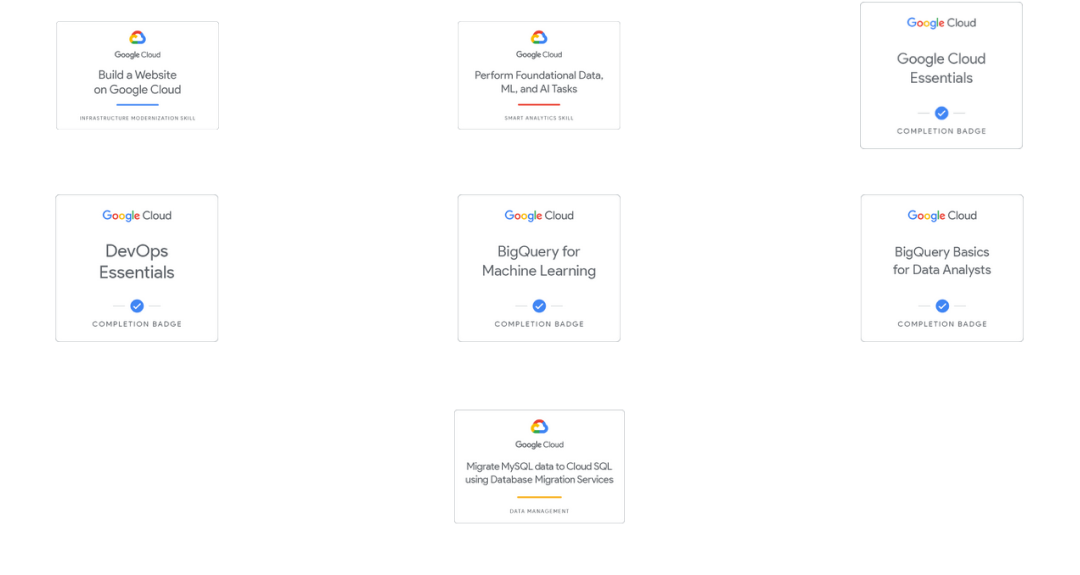 Google Cloud
Build a Website
on Google Cloud
INFRASTRUCTURE MODERNIZATION SKILL
Google Cloud
Perform Foundational Data,
ML, and AI Tasks
SMART ANALYTICS SKILL
Google Cloud
Google Cloud
Essentials
COMPLETION BADGE
Google Cloud
DevOps
Essentials
COMPLETION BADGE
Google Cloud
BigQuery for
Machine Learning
COMPLETION BADGE
Google Cloud
BigQuery Basics
for Data Analysts
COMPLETION BADGE
Google Cloud
Migrate MySQL data to Cloud SQL
using Database Migration Services
DATA MANAGEMENT